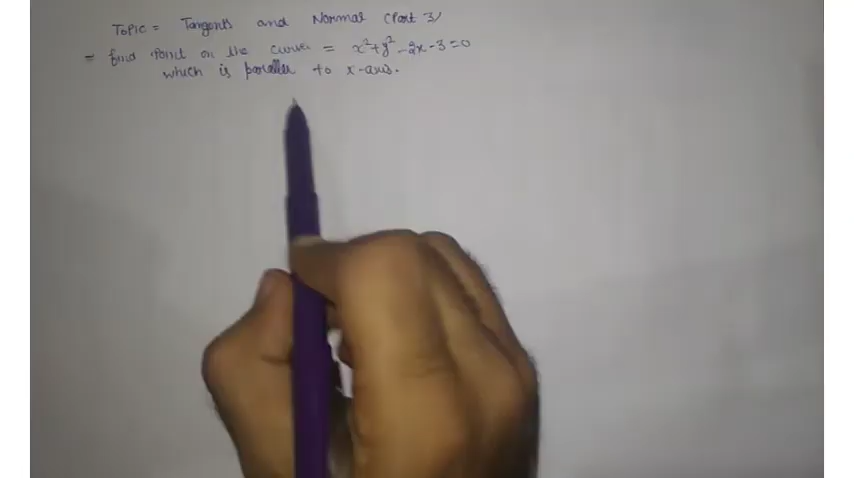 Topic = Tangents and Normal (Part 3)
= find Point on the curve = x²+y²-2x-3=0
which is parallel to x-axis.